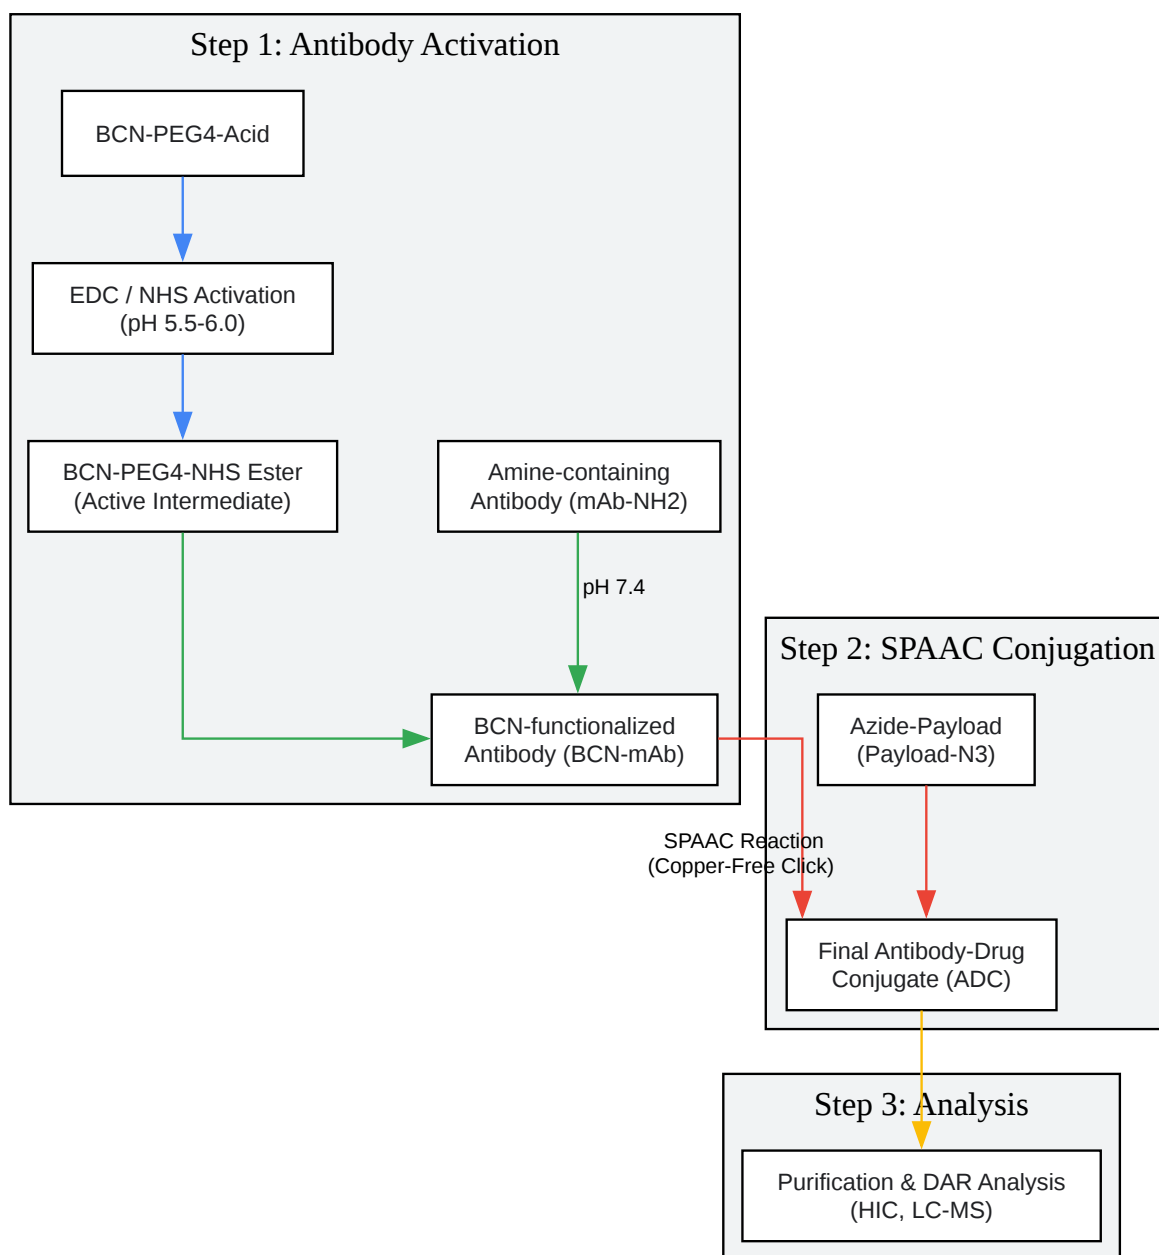 Step 1: Antibody Activation
BCN-PEG4-Acid
EDC / NHS Activation
(pH 5.5-6.0)
BCN-PEG4-NHS Ester
(Active Intermediate)
Amine-containing
Antibody (mAb-NH2)
pH 7.4
BCN-functionalized
Antibody (BCN-mAb)
Step 2: SPAAC Conjugation
Azide-Payload
(Payload-N3)
SPAAC Reaction
(Copper-Free Click)
Final Antibody-Drug
Conjugate (ADC)
Step 3: Analysis
Purification & DAR Analysis
(HIC, LC-MS)